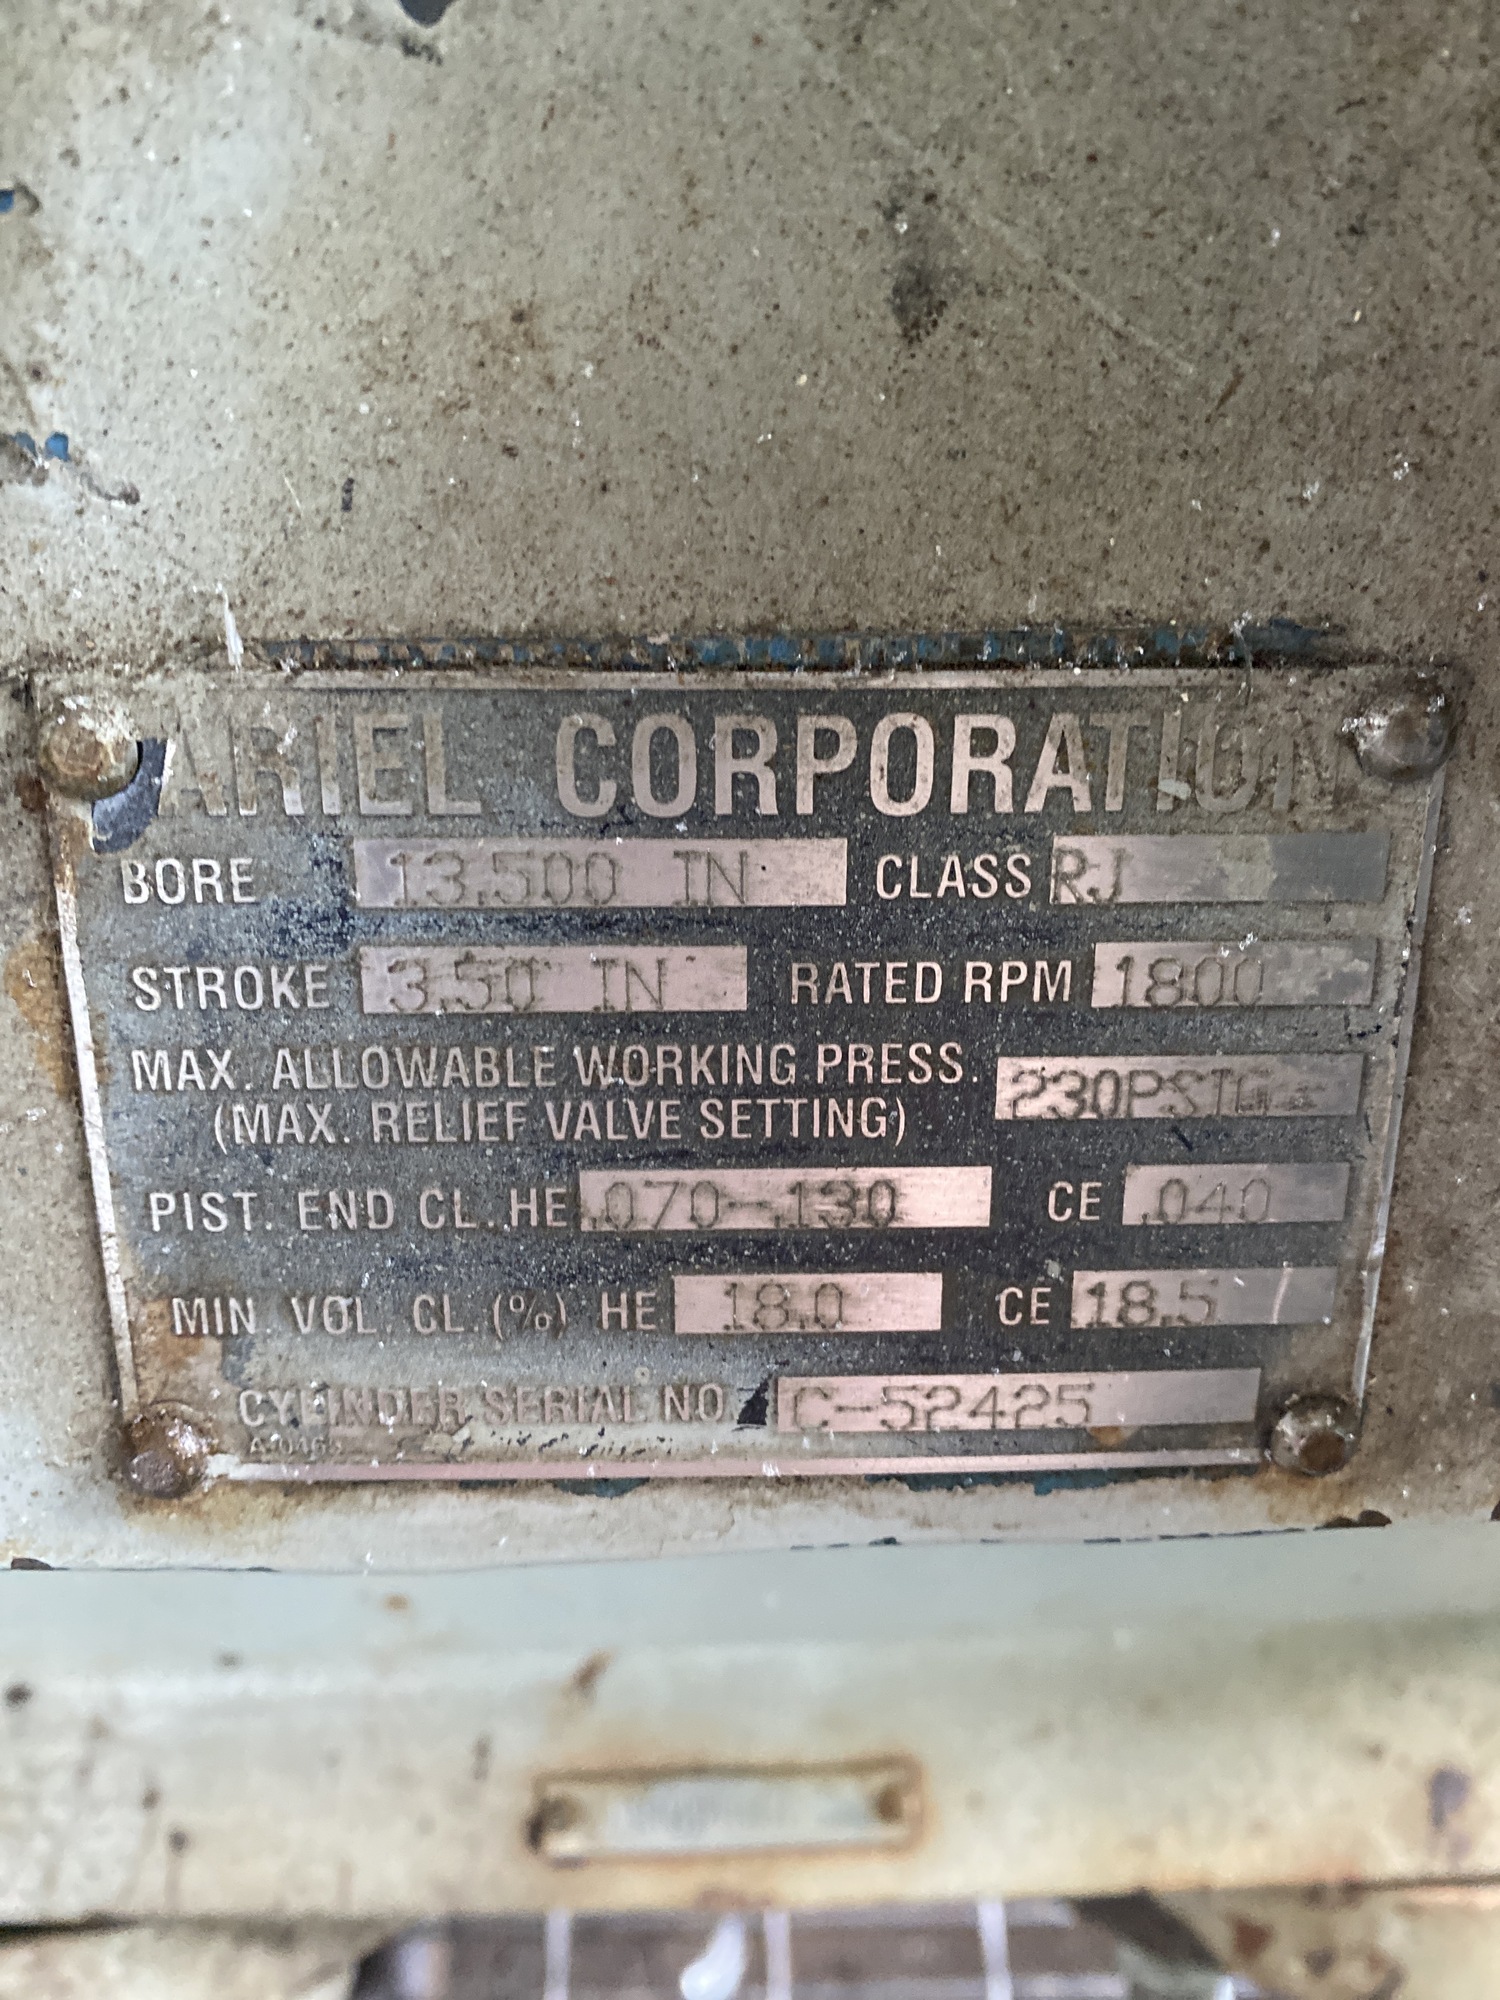 ARIEL CORPORATION
BORE 13.500 IN CLASS RJ
STROKE 3.50 IN RATED RPM 1800
MAX. ALLOWABLE WORKING PRESS. 230PSIG
(MAX. RELIEF VALVE SETTING)
PIST. END CL. HE .070-.130 CE .040
MIN. VOL. CL. (%) HE 18.0 CE 18.5
CYLINDER SERIAL NO. C-52425